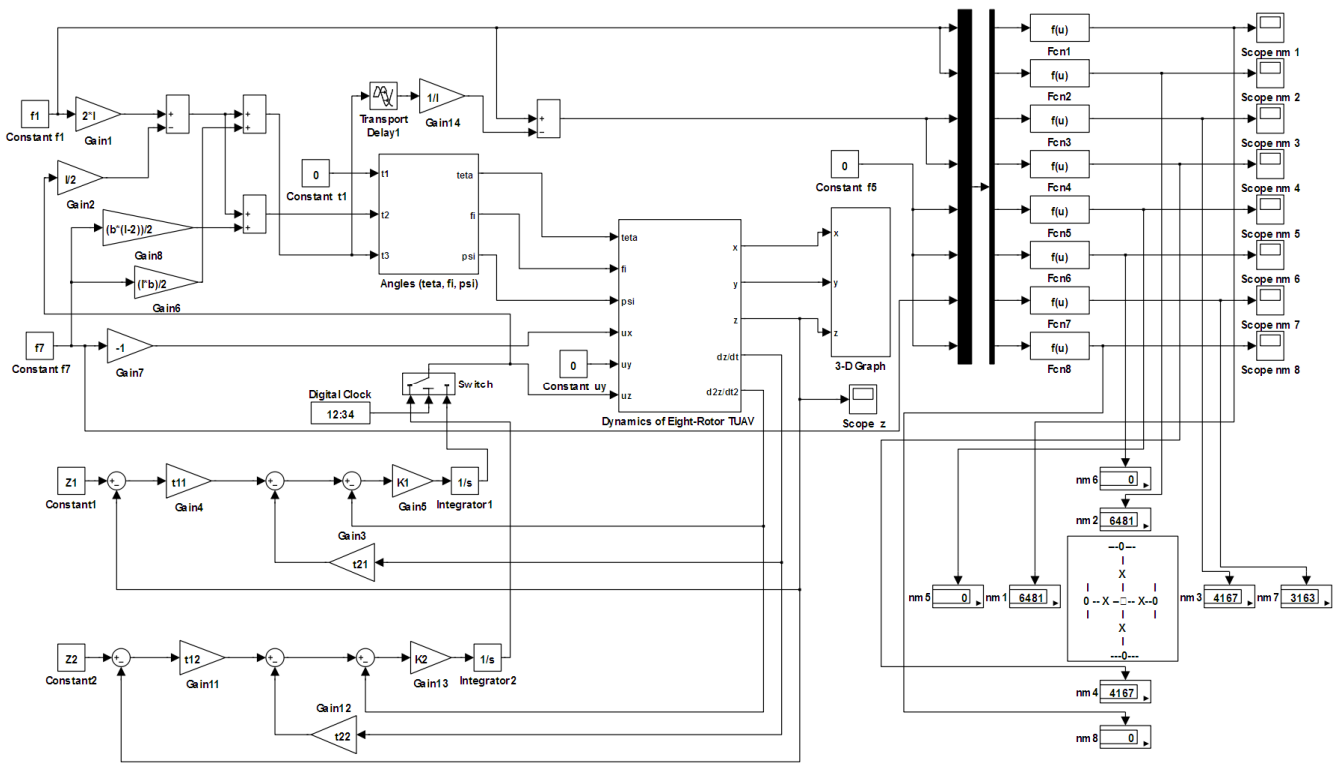 f(u)
Fcn1
Scope nm 1
f(u)
Fcn2
Scope nm 2
f1
Constant f1
2*l
Gain1
+
−
+
+
Transport
Delay1
1/l
Gain14
+
−
f(u)
Fcn3
Scope nm 3
l/2
Gain2
0
Constant t1
t1
t2
t3
teta
fi
psi
Angles (teta, fi, psi)
0
Constant f5
f(u)
Fcn4
Scope nm 4
(b*(l-2))/2
Gain8
+
+
f(u)
Fcn5
Scope nm 5
(l*b)/2
Gain6
teta
fi
psi
ux
uy
uz
x
y
z
dz/dt
d2z/dt2
Dynamics of Eight-Rotor TUAV
x
y
z
3-D Graph
f(u)
Fcn6
Scope nm 6
f(u)
Fcn7
Scope nm 7
f7
Constant f7
-1
Gain7
0
Constant uy
f(u)
Fcn8
Scope nm 8
Switch
Digital Clock
12:34
Scope z
Z1
Constant1
+
−
t11
Gain4
+
−
+
−
K1
Gain5
1/s
Integrator1
Gain3
t21
nm 6
0
nm 2
6481
nm 5
0
nm 1
6481
---0---
X
0 -- X -- -- X--0
X
---0---
nm 3
4167
nm 7
3163
Z2
Constant2
+
−
t12
Gain11
+
−
+
−
K2
Gain13
1/s
Integrator2
Gain12
t22
nm 4
4167
nm 8
0